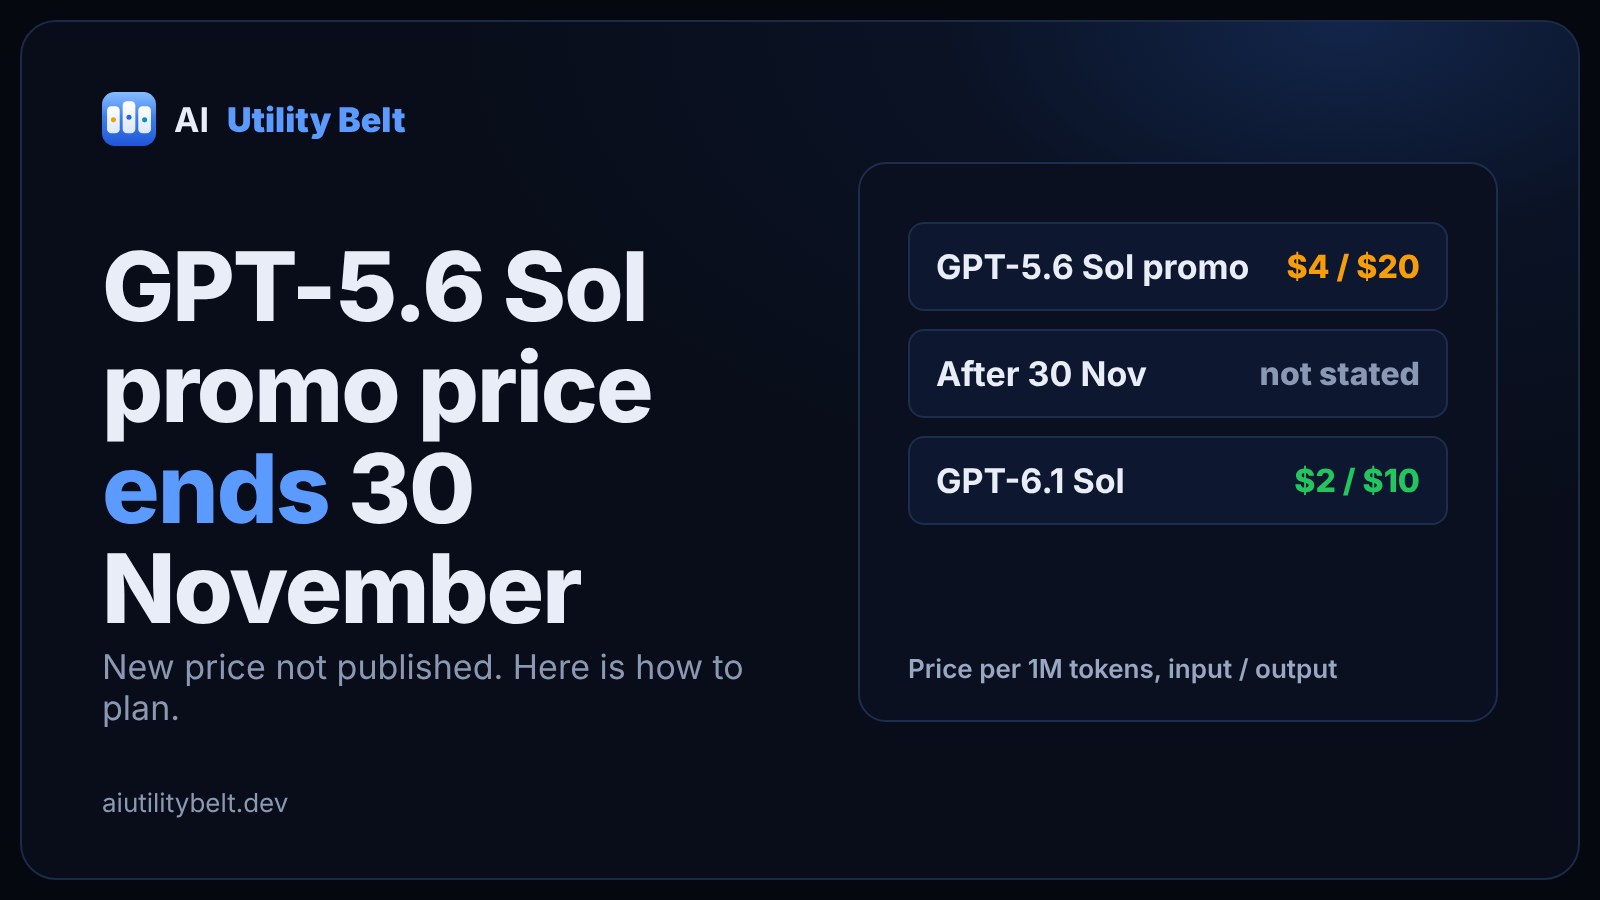 AI Utility Belt
GPT-5.6 Sol
promo price
ends 30
November
New price not published. Here is how to
plan.
aiutilitybelt.dev
GPT-5.6 Sol promo $4 / $20
After 30 Nov not stated
GPT-6.1 Sol $2 / $10
Price per 1M tokens, input / output